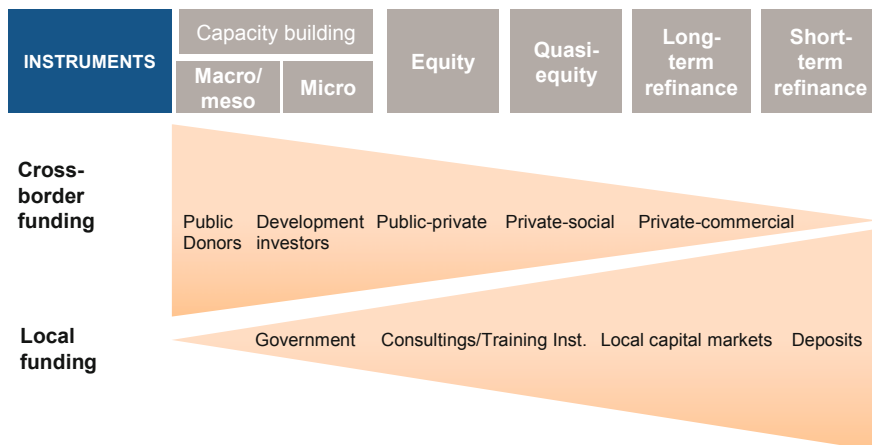 INSTRUMENTS
Capacity building
Macro/
meso
Micro
Equity
Quasi-
equity
Long-
term
refinance
Short-
term
refinance
Cross-
border
funding
Public
Donors
Development
investors
Public-private
Private-social
Private-commercial
Local
funding
Government
Consultings/Training Inst.
Local capital markets
Deposits